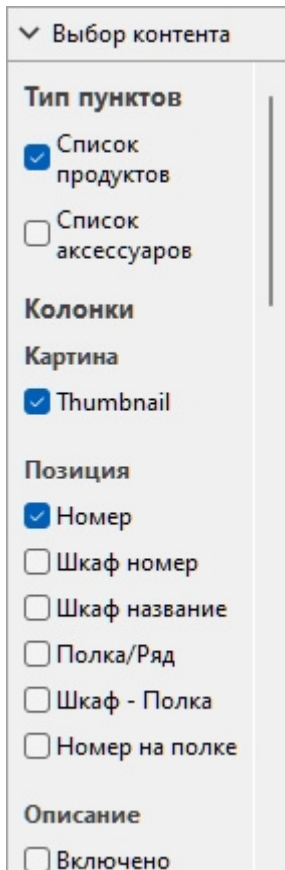 Выбор контента
Тип пунктов
Список
продуктов
Список
аксессуаров
Колонки
Картина
Thumbnail
Позиция
Номер
Шкаф номер
Шкаф название
Полка/Ряд
Шкаф - Полка
Номер на полке
Описание
Включено